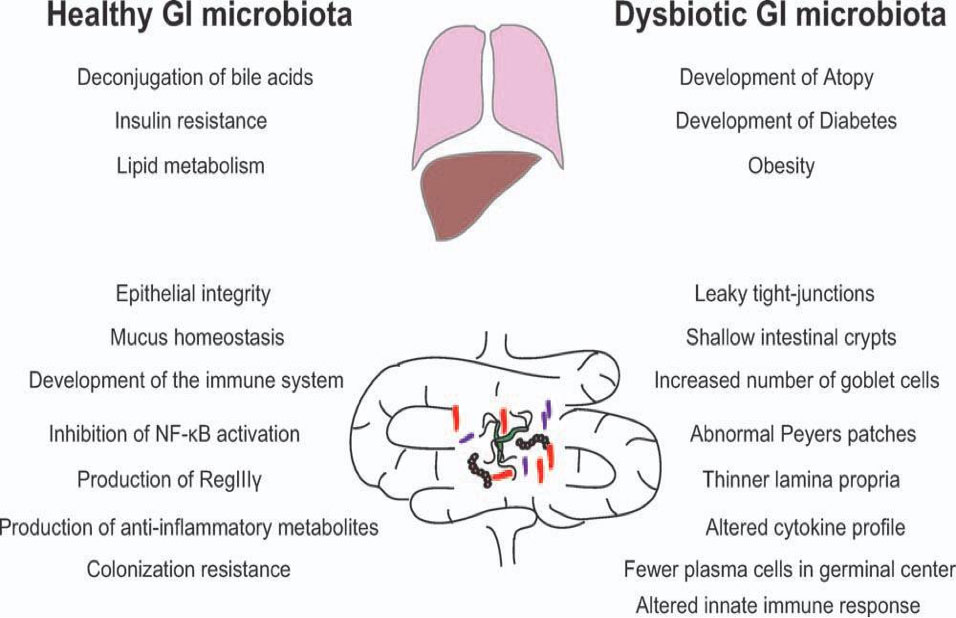 Healthy GI microbiota
Deconjugation of bile acids
Insulin resistance
Lipid metabolism
Epithelial integrity
Mucus homeostasis
Development of the immune system
Inhibition of NF-κB activation
Production of RegIIIγ
Production of anti-inflammatory metabolites
Colonization resistance
Dysbiotic GI microbiota
Development of Atopy
Development of Diabetes
Obesity
Leaky tight-junctions
Shallow intestinal crypts
Increased number of goblet cells
Abnormal Peyers patches
Thinner lamina propria
Altered cytokine profile
Fewer plasma cells in germinal center
Altered innate immune response